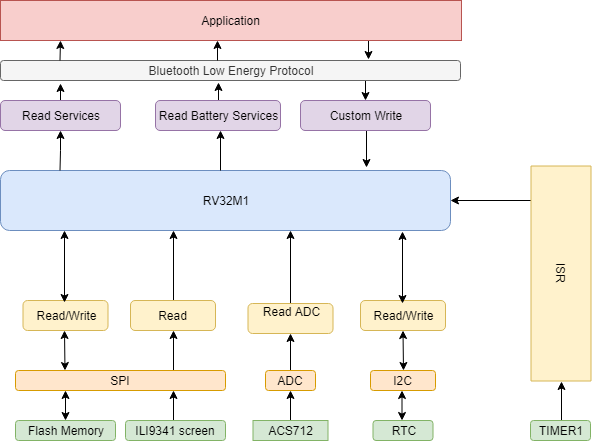 Application
Bluetooth Low Energy Protocol
Read Services
Read Battery Services
Custom Write
RV32M1
ISR
Read/Write
Read
Read ADC
Read/Write
SPI
ADC
I2C
Flash Memory
ILI9341 screen
ACS712
RTC
TIMER1